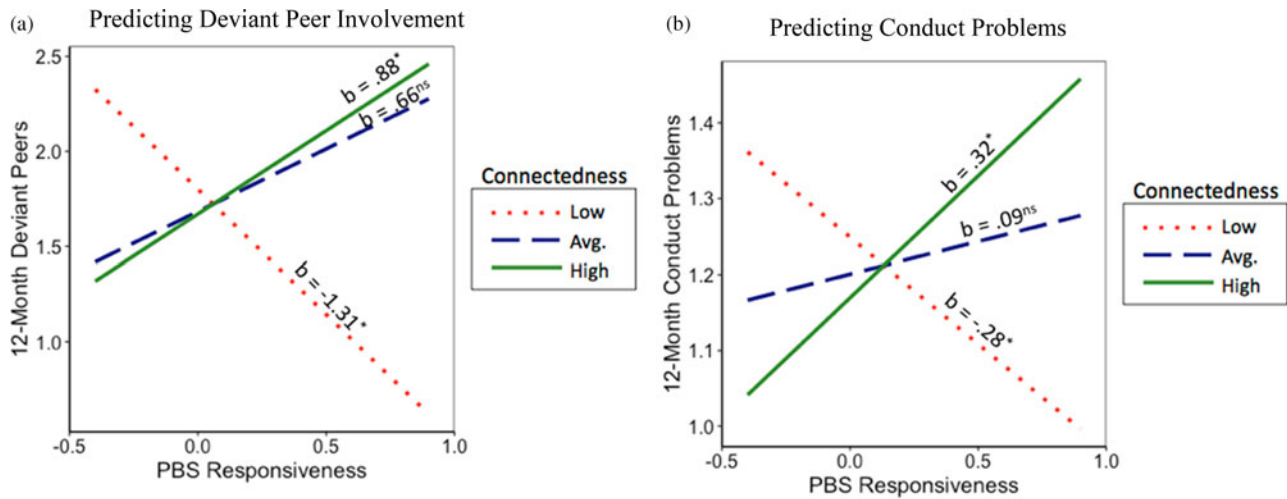 (a) Predicting Deviant Peer Involvement
2.5
2.0
1.5
1.0
12-Month Deviant Peers
b = .88*
b = .66ns
b = -1.31*
-0.5 0.0 0.5 1.0
PBS Responsiveness
Connectedness
Low
Avg.
High
(b) Predicting Conduct Problems
1.4
1.3
1.2
1.1
1.0
12-Month Conduct Problems
b = .32*
b = .09ns
b = -.28*
-0.5 0.0 0.5 1.0
PBS Responsiveness
Connectedness
Low
Avg.
High